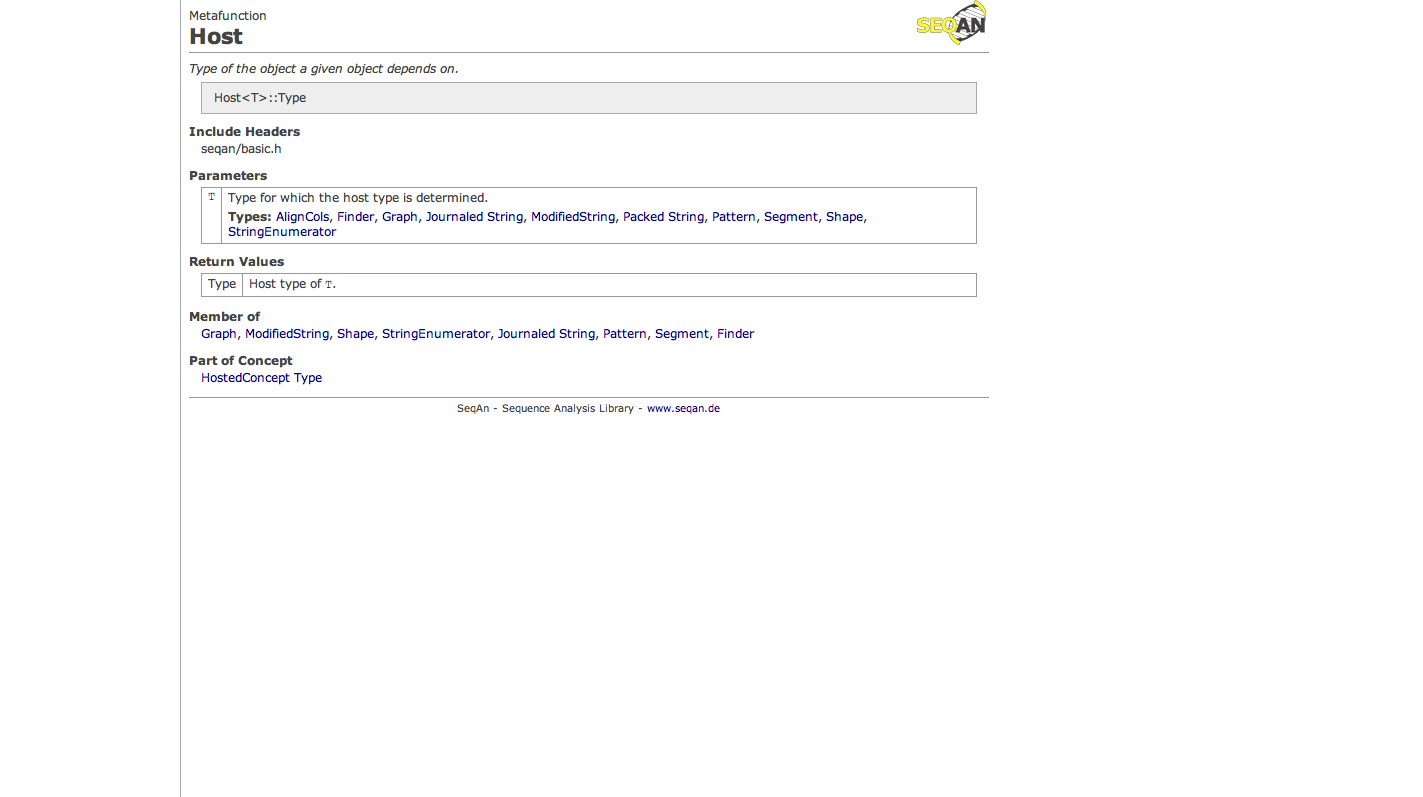 Metafunction
SEQAN
Host
Type of the object a given object depends on.
Host<T>::Type
Include Headers
seqan/basic.h
Parameters
T Type for which the host type is determined.
Types: AlignCols, Finder, Graph, Journaled String, ModifiedString, Packed String, Pattern, Segment, Shape,
StringEnumerator
Return Values
Type Host type of T.
Member of
Graph, ModifiedString, Shape, StringEnumerator, Journaled String, Pattern, Segment, Finder
Part of Concept
HostedConcept Type
SeqAn - Sequence Analysis Library - www.seqan.de